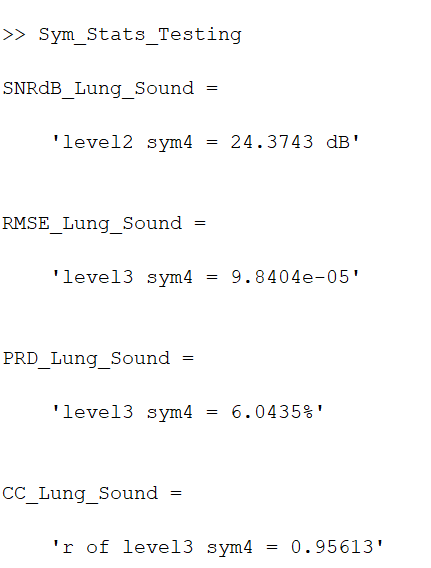 >> Sym_Stats_Testing
SNRdB_Lung_Sound =
'level2 sym4 = 24.3743 dB'
RMSE_Lung_Sound =
'level3 sym4 = 9.8404e-05'
PRD_Lung_Sound =
'level3 sym4 = 6.0435%'
CC_Lung_Sound =
'r of level3 sym4 = 0.95613'